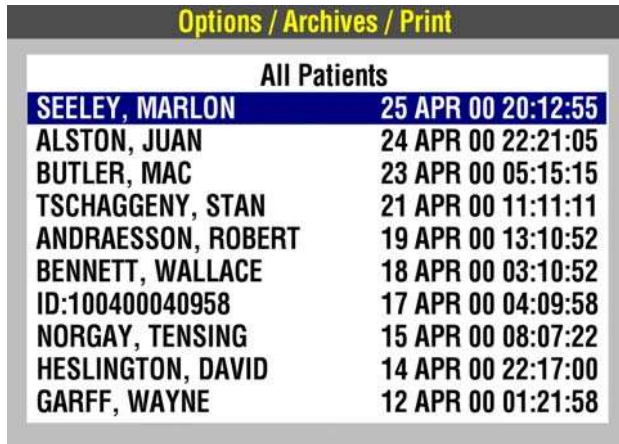 Options / Archives / Print
All Patients
SEELEY, MARLON 25 APR 00 20:12:55
ALSTON, JUAN 24 APR 00 22:21:05
BUTLER, MAC 23 APR 00 05:15:15
TSCHAGGENY, STAN 21 APR 00 11:11:11
ANDRAESSON, ROBERT 19 APR 00 13:10:52
BENNETT, WALLACE 18 APR 00 03:10:52
ID:100400040958 17 APR 00 04:09:58
NORGAY, TENSING 15 APR 00 08:07:22
HESLINGTON, DAVID 14 APR 00 22:17:00
GARFF, WAYNE 12 APR 00 01:21:58